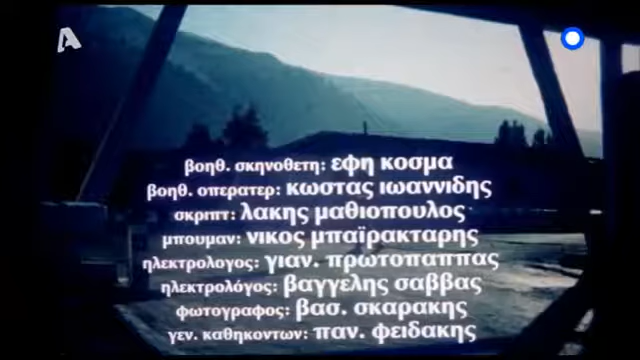 βοηθ. σκηνοθετη: εφη κοσμα
βοηθ. οπερατερ: κωστας ιωαννιδης
σκριπτ: λακης μαθιοπουλος
μπουμαν: νικος μπαϊρακταρης
ηλεκτρολογος: γιαν. πρωτοπαππας
ηλεκτρολόγος: βαγγελης σαββας
φωτογραφος: βασ. σκαρακης
γεν. καθηκοντων: παν. φειδακης